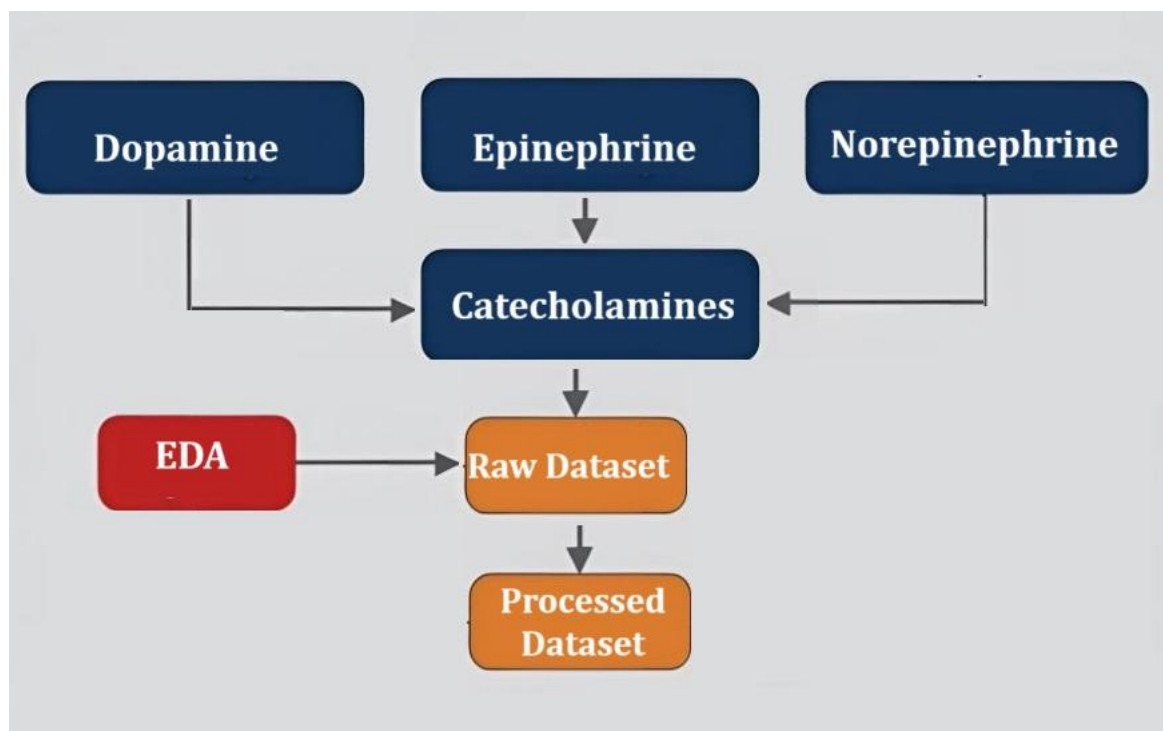 Dopamine
Epinephrine
Norepinephrine
Catecholamines
EDA
Raw Dataset
Processed
Dataset